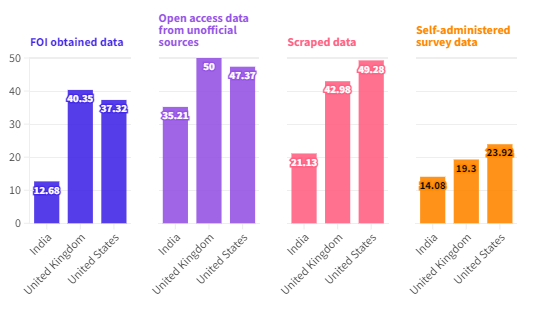 FOI obtained data
Open access data
from unofficial
sources
Scraped data
Self-administered
survey data
50
40
30
20
10
0
12.68
40.35
37.32
35.21
50
47.37
21.13
42.98
49.28
14.08
19.3
23.92
India
United Kingdom
United States
India
United Kingdom
United States
India
United Kingdom
United States
India
United Kingdom
United States